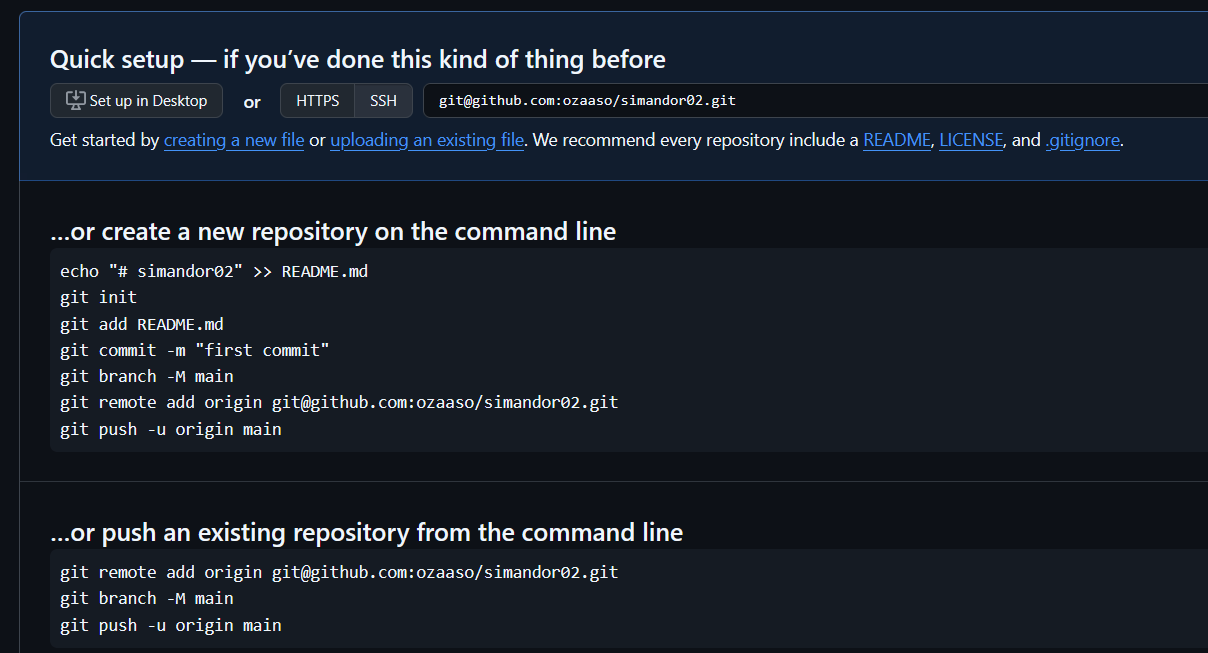 Quick setup — if you’ve done this kind of thing before
Set up in Desktop or HTTPS SSH git@github.com:ozaaso/simandor02.git
Get started by creating a new file or uploading an existing file. We recommend every repository include a README, LICENSE, and .gitignore.
…or create a new repository on the command line
echo "# simandor02" >> README.md
git init
git add README.md
git commit -m "first commit"
git branch -M main
git remote add origin git@github.com:ozaaso/simandor02.git
git push -u origin main
…or push an existing repository from the command line
git remote add origin git@github.com:ozaaso/simandor02.git
git branch -M main
git push -u origin main